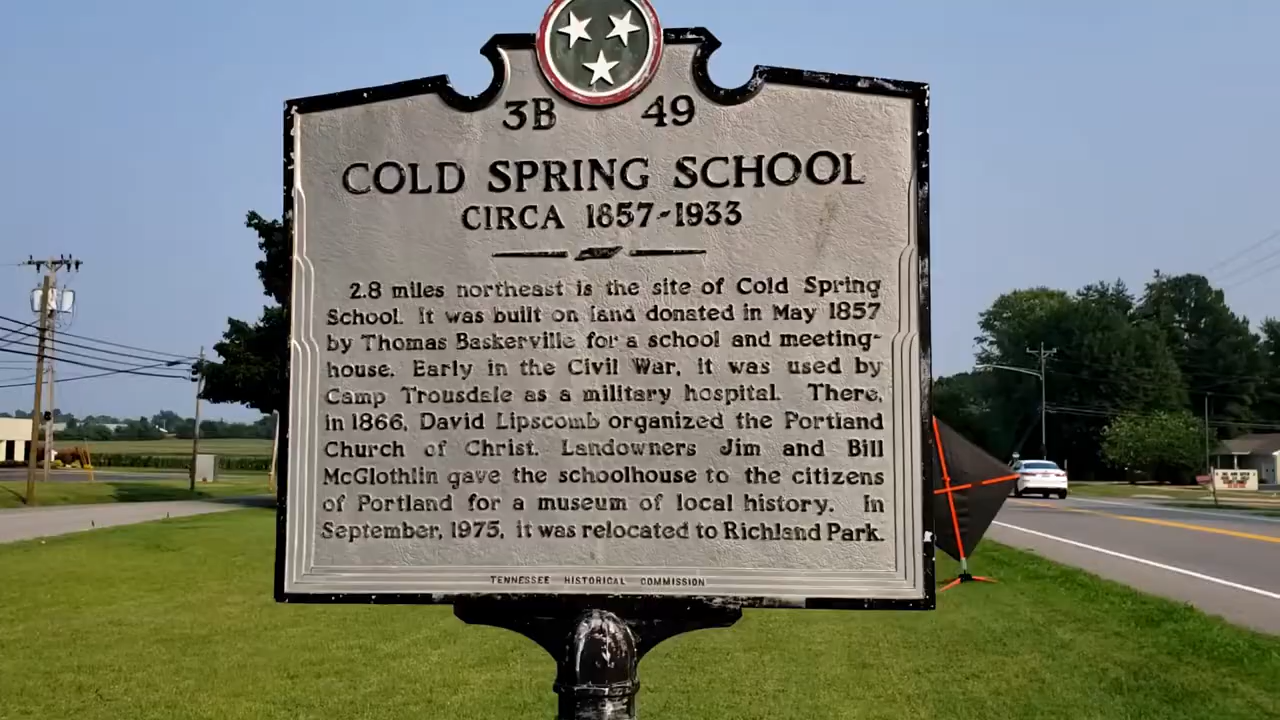 3B 49
COLD SPRING SCHOOL
CIRCA 1857-1933
2.8 miles northeast is the site of Cold Spring
School. It was built on land donated in May 1857
by Thomas Baskerville for a school and meeting-
house. Early in the Civil War, it was used by
Camp Trousdale as a military hospital. There,
in 1866, David Lipscomb organized the Portland
Church of Christ. Landowners Jim and Bill
McGlothlin gave the schoolhouse to the citizens
of Portland for a museum of local history. In
September, 1975, it was relocated to Richland Park.
TENNESSEE HISTORICAL COMMISSION